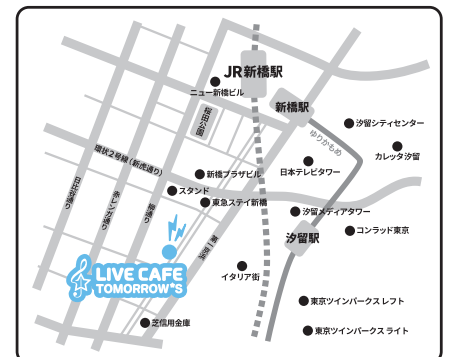 JR新橋駅
ニュー新橋ビル
新橋駅
桜田公園
汐留シティセンター
ゆりかもめ
カレッタ汐留
環状2号線（新虎通り）
新橋プラザビル
日本テレビタワー
スタンド
東急ステイ新橋
日比谷通り
赤レンガ通り
柳通り
汐留メディアタワー
第一京浜
汐留駅
コンラッド東京
LIVE CAFE
TOMORROW'S
イタリア街
東京ツインパークス レフト
芝信用金庫
東京ツインパークス ライト